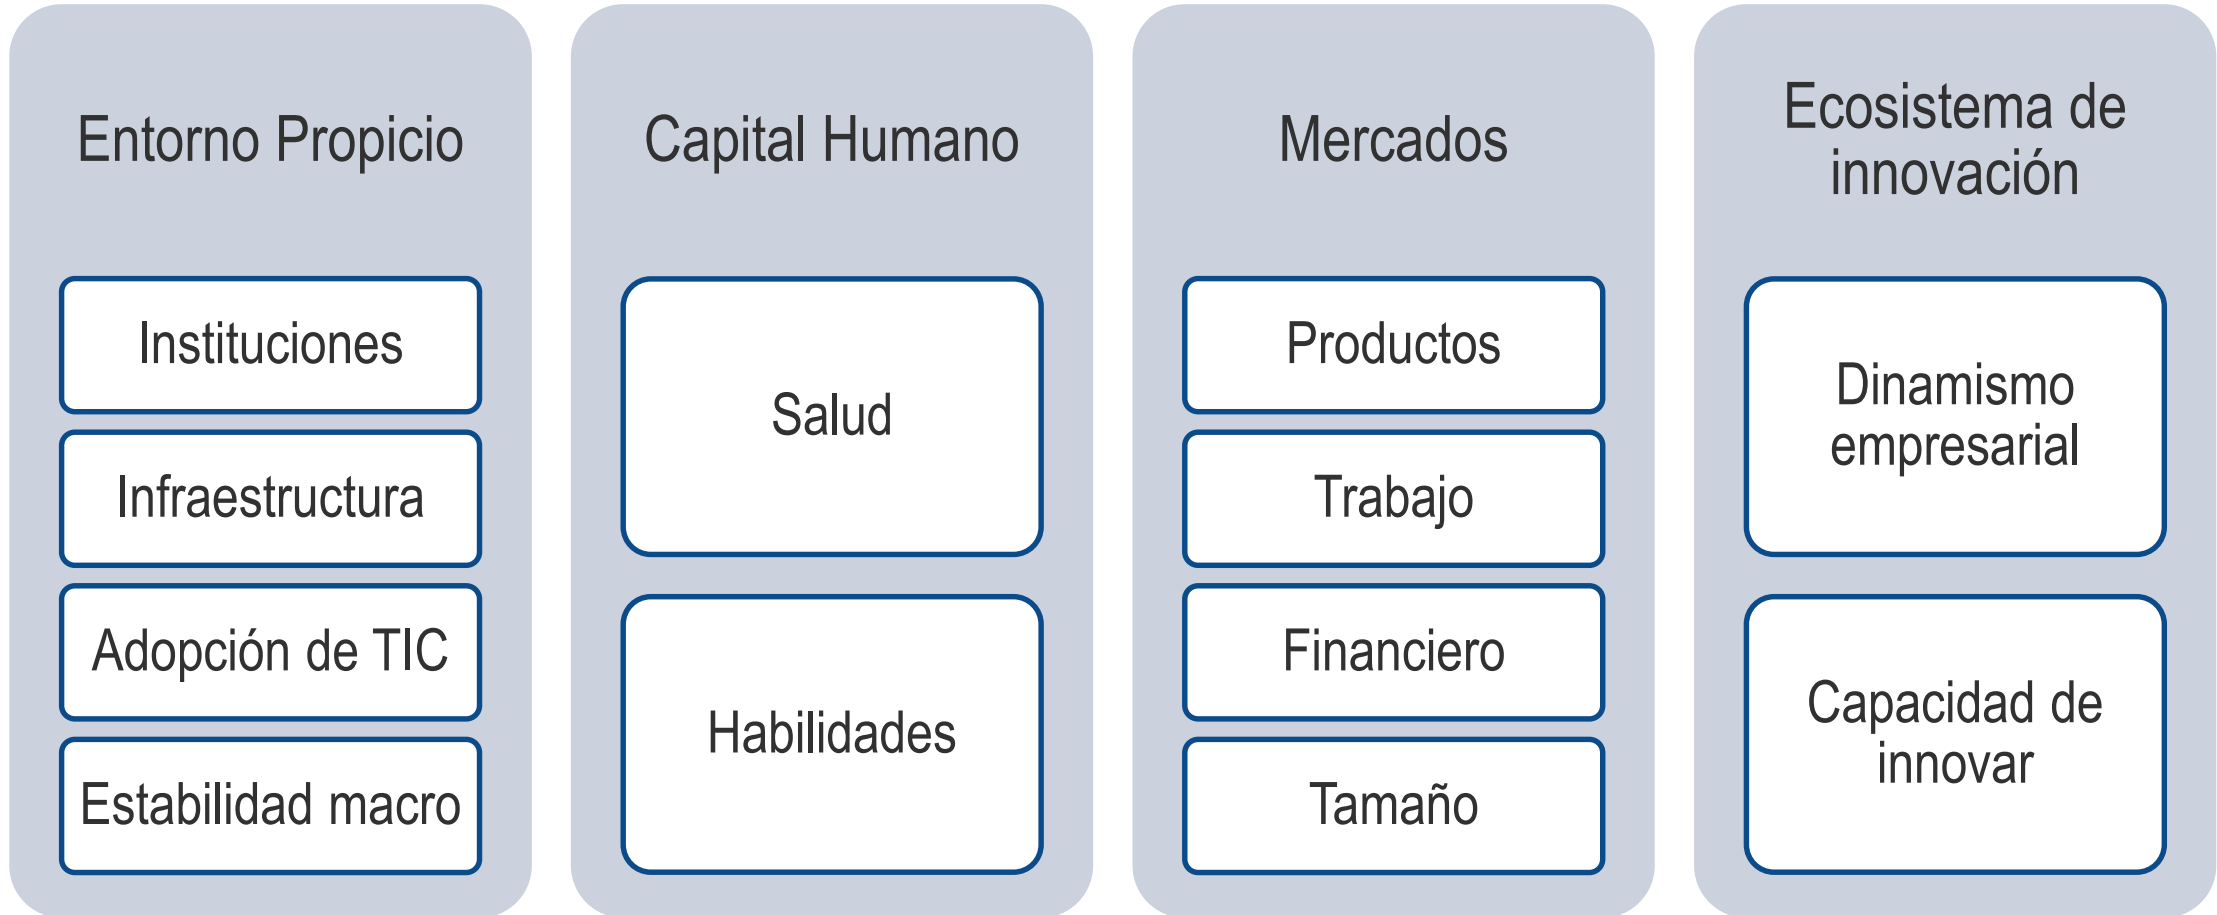 Entorno Propicio
Instituciones
Infraestructura
Adopción de TIC
Estabilidad macro
Capital Humano
Salud
Habilidades
Mercados
Productos
Trabajo
Financiero
Tamaño
Ecosistema de
innovación
Dinamismo
empresarial
Capacidad de
innovar